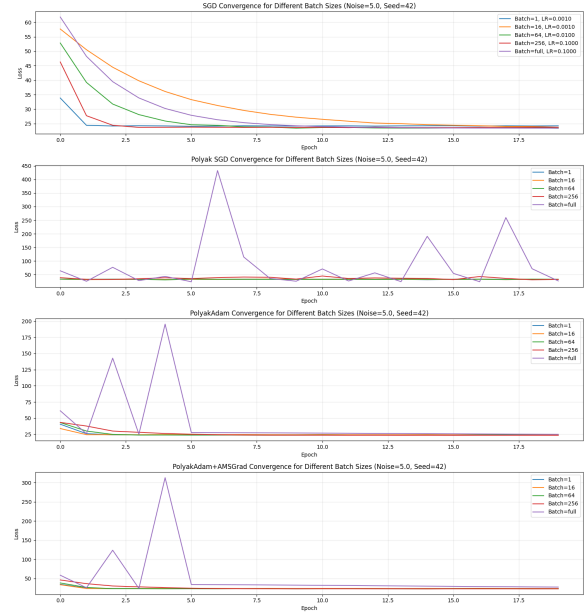 SGD Convergence for Different Batch Sizes (Noise=5.0, Seed=42)
60
55
50
45
40
35
30
25
Loss
Batch=1, LR=0.0010
Batch=16, LR=0.0010
Batch=64, LR=0.0100
Batch=256, LR=0.1000
Batch=full, LR=0.1000
0.0 2.5 5.0 7.5 10.0 12.5 15.0 17.5
Epoch
Polyak SGD Convergence for Different Batch Sizes (Noise=5.0, Seed=42)
450
400
350
300
250
200
150
100
50
Loss
Batch=1
Batch=16
Batch=64
Batch=256
Batch=full
0.0 2.5 5.0 7.5 10.0 12.5 15.0 17.5
Epoch
PolyakAdam Convergence for Different Batch Sizes (Noise=5.0, Seed=42)
200
175
150
125
100
75
50
25
Loss
Batch=1
Batch=16
Batch=64
Batch=256
Batch=full
0.0 2.5 5.0 7.5 10.0 12.5 15.0 17.5
Epoch
PolyakAdam+AMSGrad Convergence for Different Batch Sizes (Noise=5.0, Seed=42)
300
250
200
150
100
50
Loss
Batch=1
Batch=16
Batch=64
Batch=256
Batch=full
0.0 2.5 5.0 7.5 10.0 12.5 15.0 17.5
Epoch